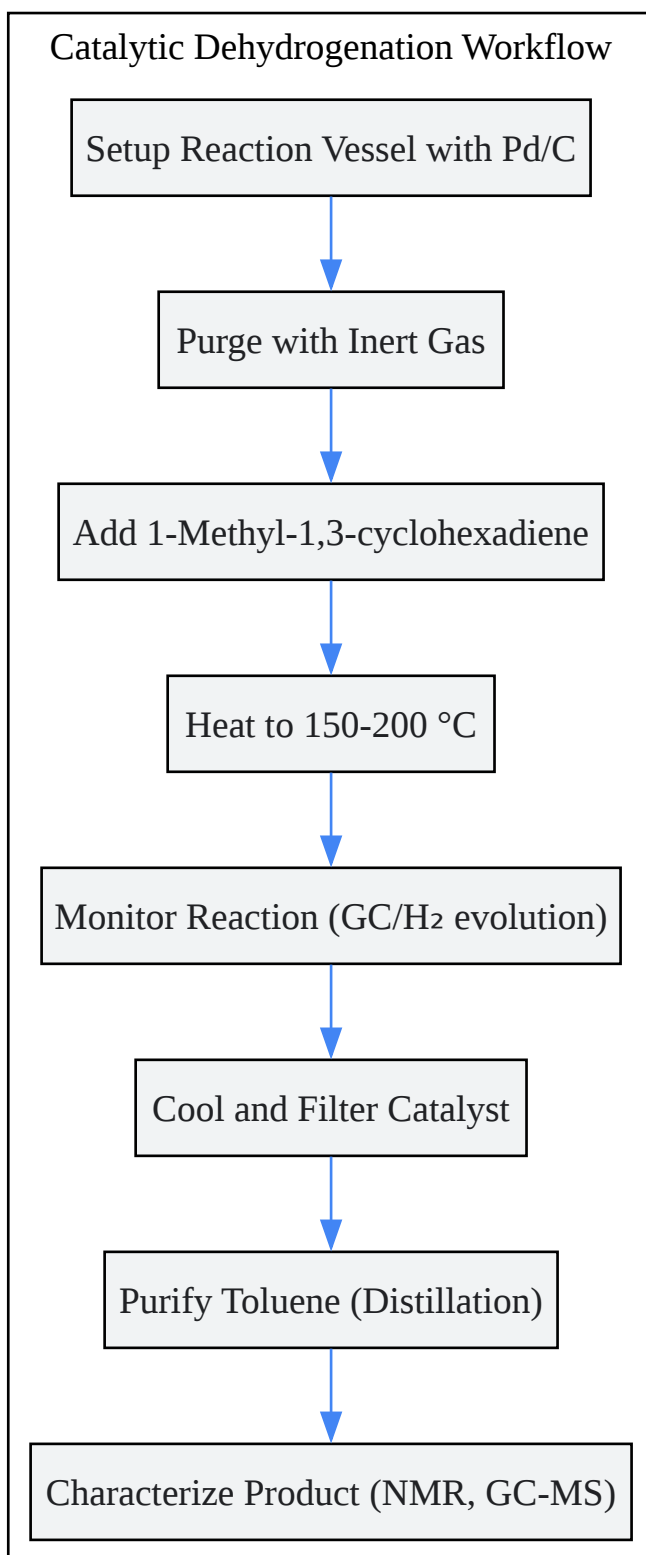 Catalytic Dehydrogenation Workflow
Setup Reaction Vessel with Pd/C
Purge with Inert Gas
Add 1-Methyl-1,3-cyclohexadiene
Heat to 150-200 °C
Monitor Reaction (GC/H₂ evolution)
Cool and Filter Catalyst
Purify Toluene (Distillation)
Characterize Product (NMR, GC-MS)